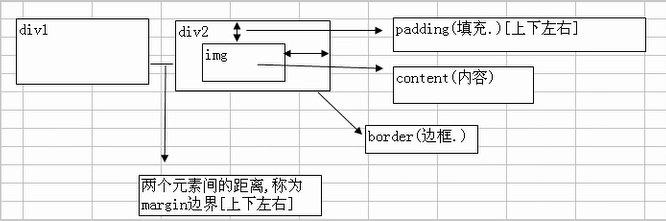 div1
div2
img
padding(填充.)[上下左右]
content(内容)
border(边框.)
两个元素间的距离,称为
margin边界[上下左右]